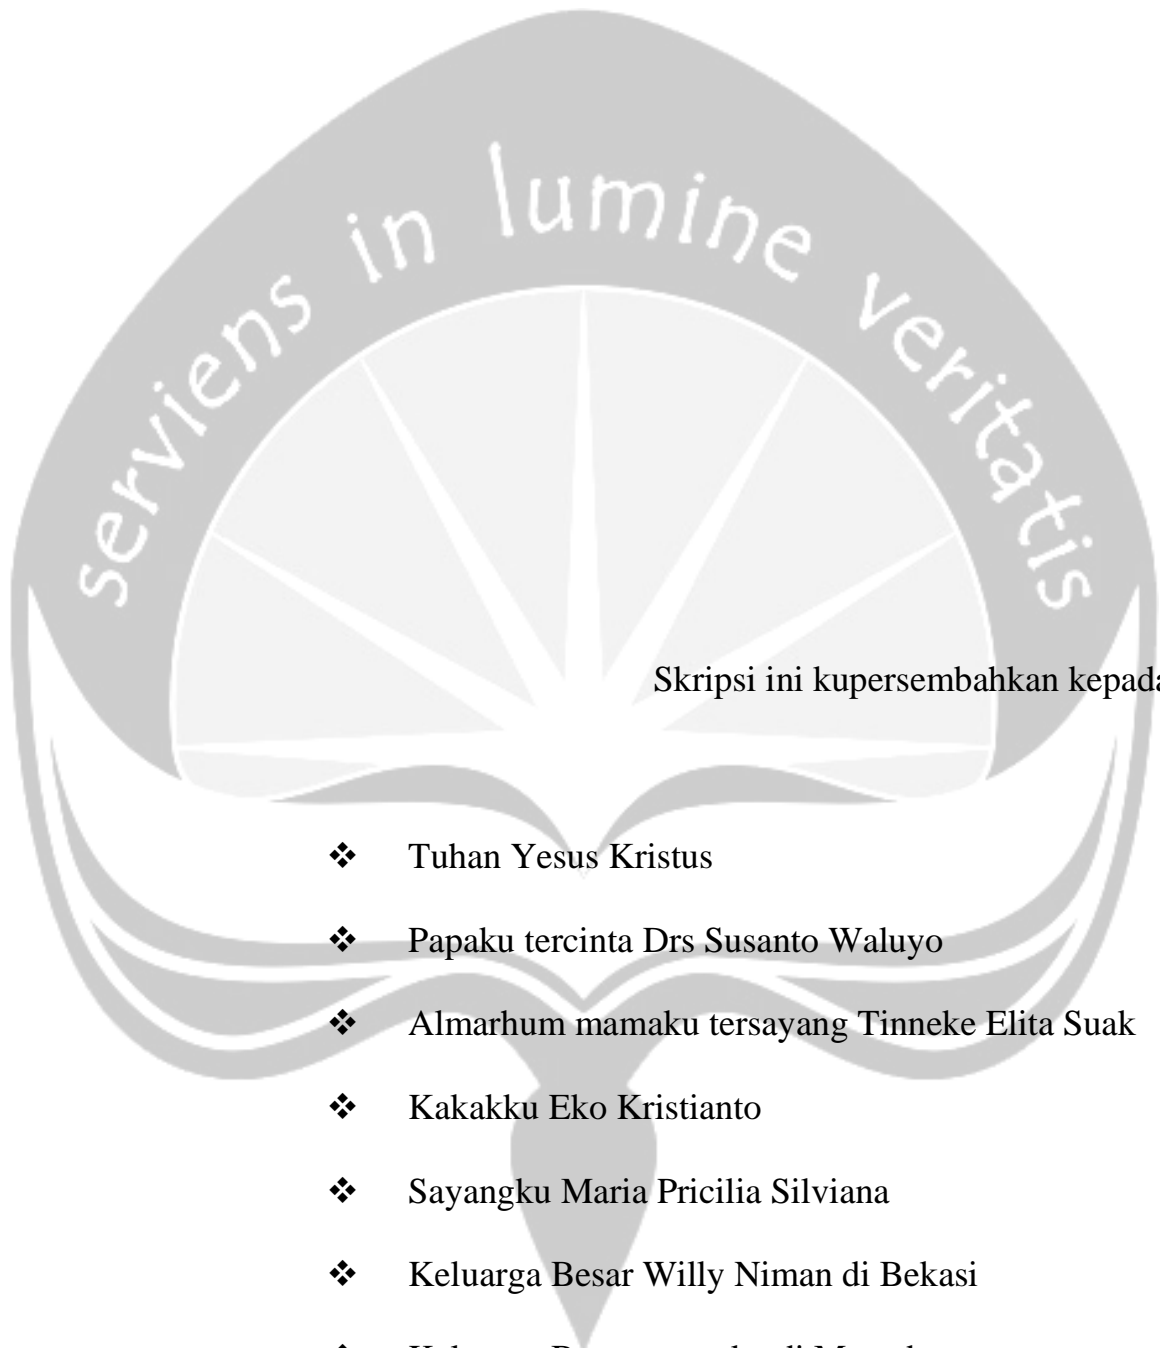 serviens in lumine veritatis
Skripsi ini kupersembahkan kepada
❖ Tuhan Yesus Kristus
❖ Papaku tercinta Drs Susanto Waluyo
❖ Almarhum mamaku tersayang Tinneke Elita Suak
❖ Kakakku Eko Kristianto
❖ Sayangku Maria Pricilia Silviana
❖ Keluarga Besar Willy Niman di Bekasi